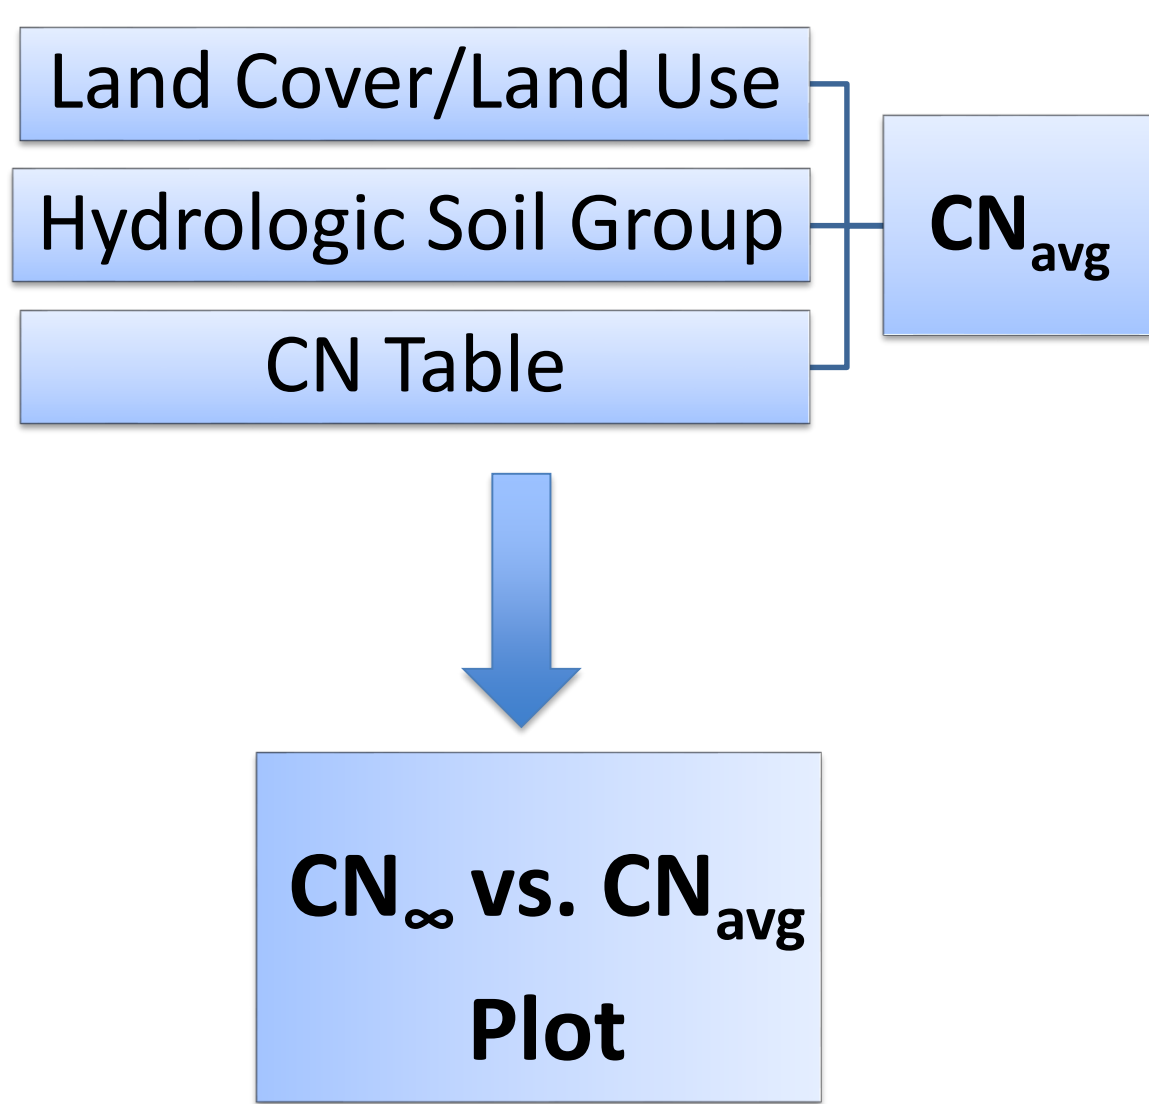 Land Cover/Land Use
Hydrologic Soil Group
CN Table
CNavg
CN∞ vs. CNavg
Plot